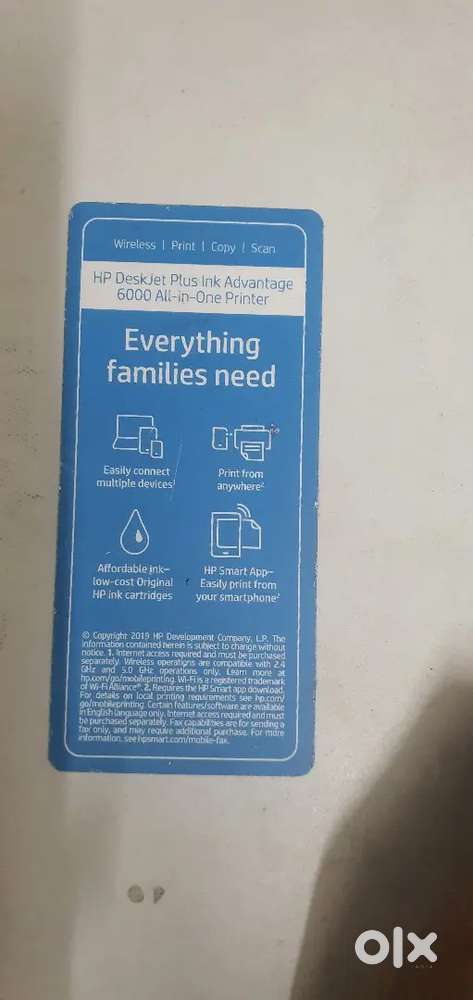 Wireless | Print | Copy | Scan
HP DeskJet Plus Ink Advantage
6000 All-in-One Printer
Everything
families need
Easily connect
multiple devices¹
Print from
anywhere²
Affordable ink–
low-cost Original
HP ink cartridges
HP Smart App–
Easily print from
your smartphone²
© Copyright 2019 HP Development Company, L.P. The
information contained herein is subject to change without
notice. 1. Internet access required and must be purchased
separately. Wireless operations are compatible with 2.4
GHz and 5.0 GHz operations only. Learn more at
hp.com/go/mobileprinting. Wi-Fi is a registered trademark
of Wi-Fi Alliance®. 2. Requires the HP Smart app download.
For details on local printing requirements see hp.com/
go/mobileprinting. Certain features/software are available
in English language only. Internet access required and must
be purchased separately. Fax capabilities are for sending a
fax only, and may require additional purchase. For more
information, see hpsmart.com/mobile-fax.
olx